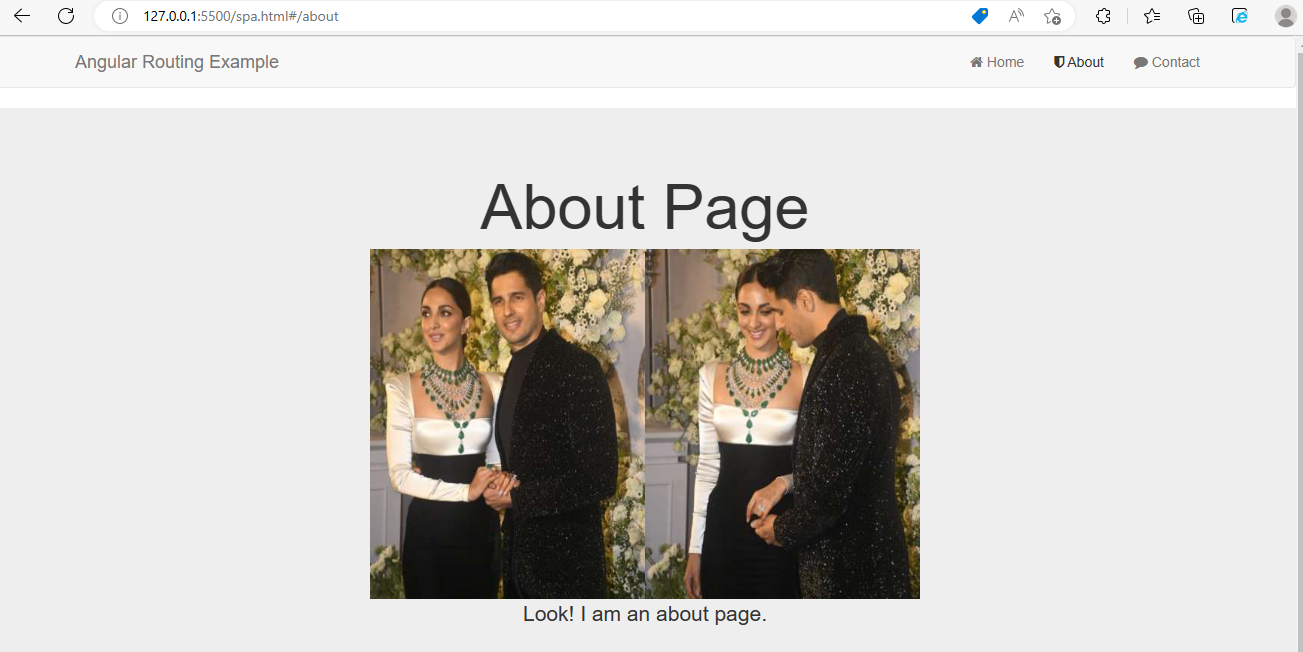 127.0.0.1:5500/spa.html#/about
Angular Routing Example
Home About Contact
About Page
Look! I am an about page.